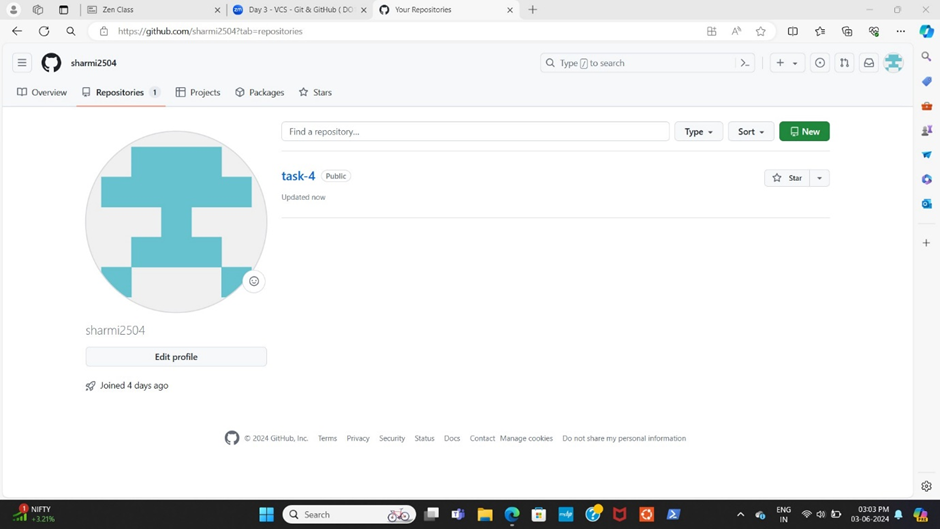 Zen Class
Day 3 - VCS - Git & GitHub ( DO
Your Repositories
https://github.com/sharmi2504?tab=repositories
sharmi2504
Type / to search
Overview
Repositories 1
Projects
Packages
Stars
Find a repository...
Type
Sort
New
task-4
Public
Star
Updated now
sharmi2504
Edit profile
Joined 4 days ago
© 2024 GitHub, Inc. Terms Privacy Security Status Docs Contact Manage cookies Do not share my personal information
1
NIFTY
+3.21%
Search
ENG
IN
03:03 PM
03-06-2024